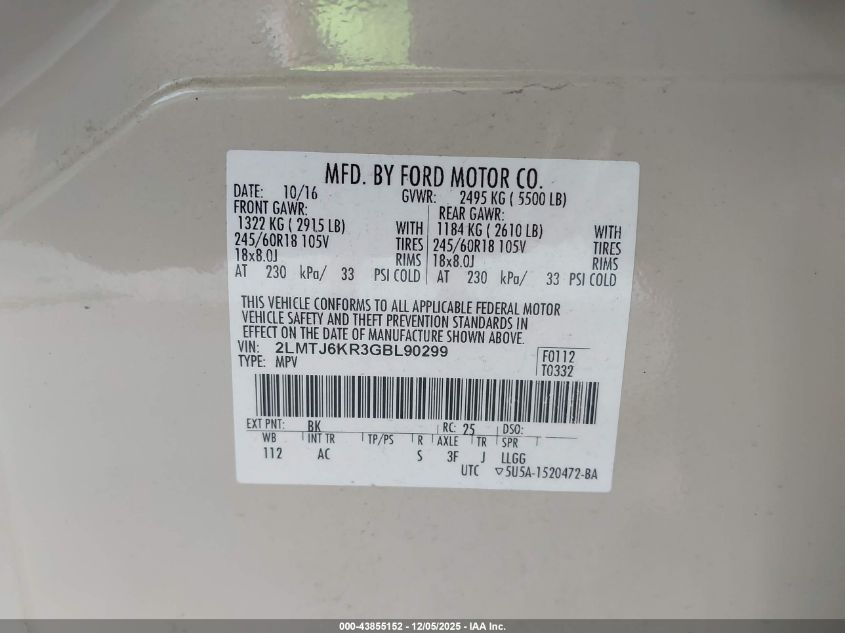 MFD. BY FORD MOTOR CO.
DATE: 10/16 GVWR: 2495 KG ( 5500 LB)
FRONT GAWR: REAR GAWR:
1322 KG ( 2915 LB) WITH 1184 KG ( 2610 LB) WITH
245/60R18 105V TIRES 245/60R18 105V TIRES
18x8.0J RIMS 18x8.0J RIMS
AT 230 kPa/ 33 PSI COLD AT 230 kPa/ 33 PSI COLD
THIS VEHICLE CONFORMS TO ALL APPLICABLE FEDERAL MOTOR
VEHICLE SAFETY AND THEFT PREVENTION STANDARDS IN
EFFECT ON THE DATE OF MANUFACTURE SHOWN ABOVE.
VIN: 2LMTJ6KR3GBL90299 F0112
TYPE: MPV T0332
EXT PNT: BK RC: 25 DSO:
WB INT TR TP/PS R AXLE TR SPR
112 AC S 3F J LLGG
UTC ▽5U5A-1520472-BA
000-43855152 - 12/05/2025 - IAA Inc.